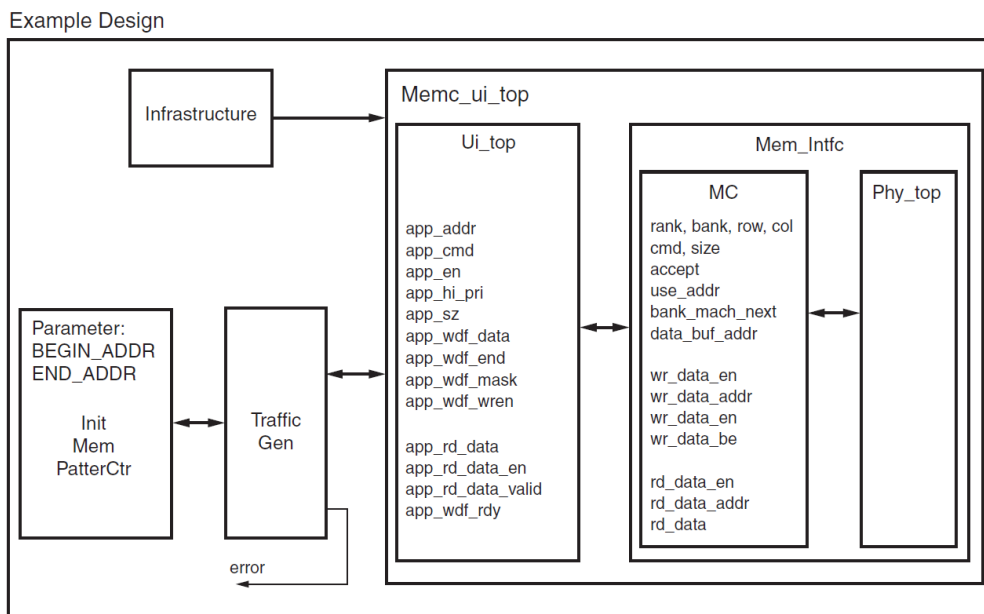 Example Design
Infrastructure
Memc_ui_top
Ui_top
app_addr
app_cmd
app_en
app_hi_pri
app_sz
app_wdf_data
app_wdf_end
app_wdf_mask
app_wdf_wren
app_rd_data
app_rd_data_en
app_rd_data_valid
app_wdf_rdy
Mem_Intfc
MC
rank, bank, row, col
cmd, size
accept
use_addr
bank_mach_next
data_buf_addr
wr_data_en
wr_data_addr
wr_data_en
wr_data_be
rd_data_en
rd_data_addr
rd_data
Phy_top
Parameter:
BEGIN_ADDR
END_ADDR
Init
Mem
PatterCtr
Traffic
Gen
error